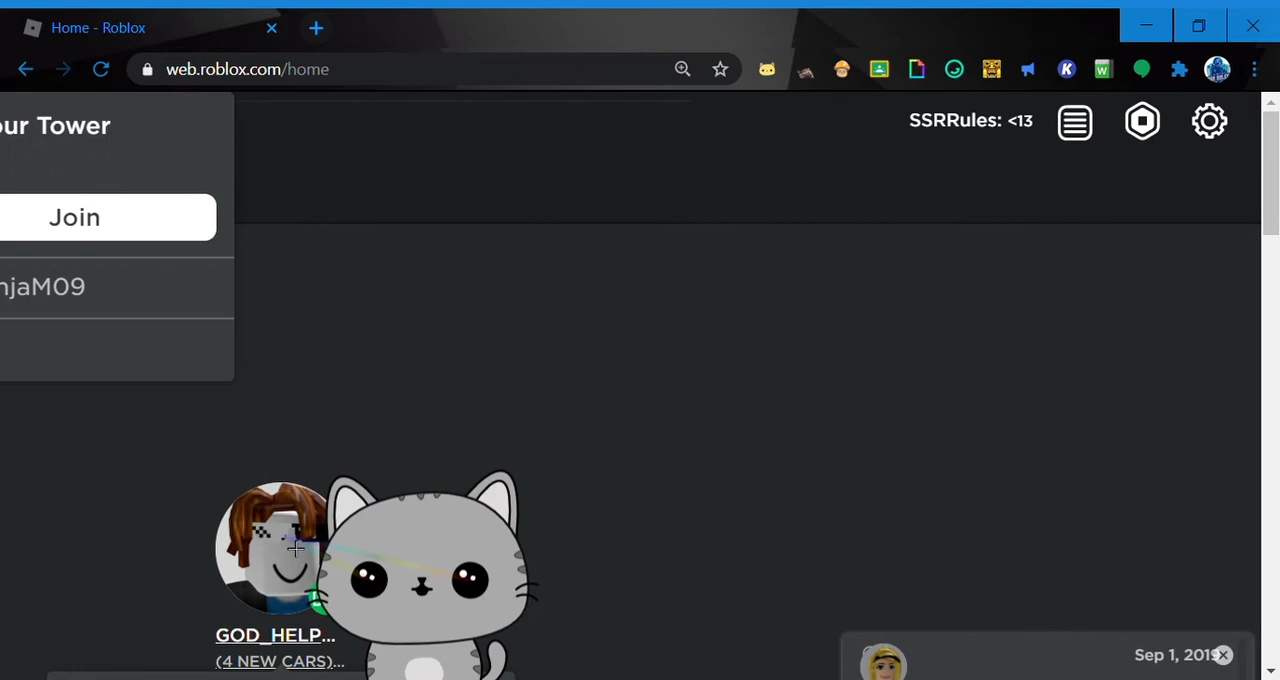 Home - Roblox
web.roblox.com/home
our Tower
SSRRules: <13
Join
njaM09
GOD_HELP...
(4 NEW CARS)...
Sep 1, 2019